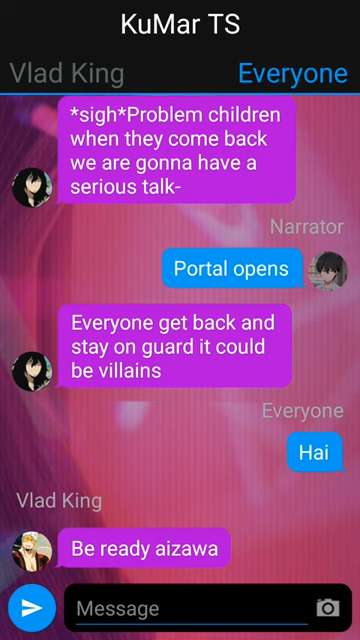 KuMar TS
Vlad King
Everyone
*sigh*Problem children
when they come back
we are gonna have a
serious talk-
Narrator
Portal opens
Everyone get back and
stay on guard it could
be villains
Everyone
Hai
Vlad King
Be ready aizawa
Message